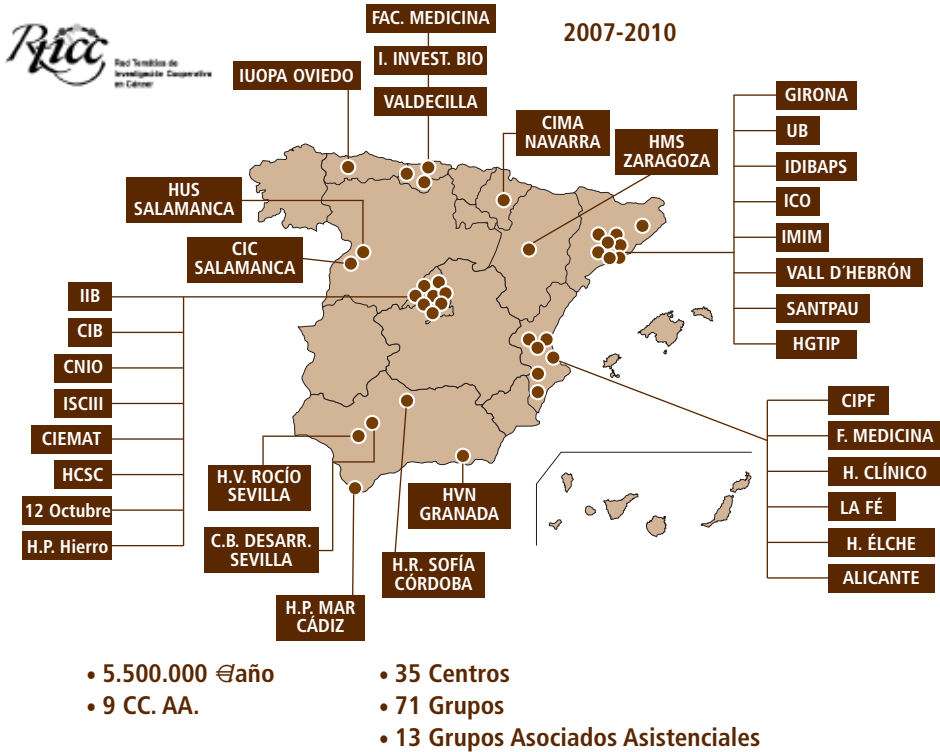 RTICC
Red Temática de
Investigación Cooperativa
en Cáncer
2007-2010
FAC. MEDICINA
I. INVEST. BIO
VALDECILLA
IUOPA OVIEDO
CIMA
NAVARRA
HMS
ZARAGOZA
HUS
SALAMANCA
CIC
SALAMANCA
GIRONA
UB
IDIBAPS
ICO
IMIM
VALL D´HEBRÓN
SANTPAU
HGTIP
IIB
CIB
CNIO
ISCIII
CIEMAT
HCSC
12 Octubre
H.P. Hierro
CIPF
F. MEDICINA
H. CLÍNICO
LA FÉ
H. ÉLCHE
ALICANTE
H.V. ROCÍO
SEVILLA
C.B. DESARR.
SEVILLA
H.P. MAR
CÁDIZ
H.R. SOFÍA
CÓRDOBA
HVN
GRANADA
• 5.500.000 €/año
• 9 CC. AA.
• 35 Centros
• 71 Grupos
• 13 Grupos Asociados Asistenciales